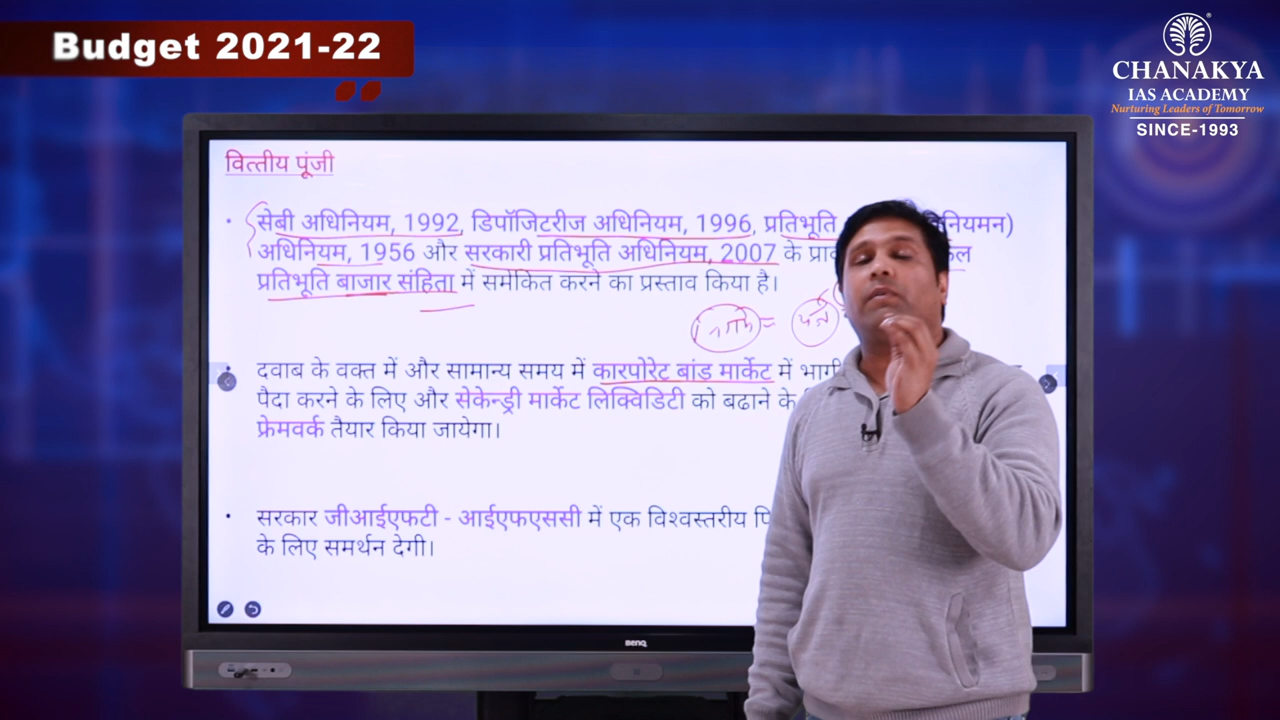 Budget 2021-22
CHANAKYA
IAS ACADEMY
Nurturing Leaders of Tomorrow
SINCE-1993
वित्तीय पूंजी
• सेबी अधिनियम, 1992, डिपॉजिटरीज अधिनियम, 1996, प्रतिभूति
अधिनियम, 1956 और सरकारी प्रतिभूति अधिनियम, 2007 के
प्रतिभूति बाजार संहिता में समेकित करने का प्रस्ताव किया है।
• दवाब के वक्त में और सामान्य समय में कारपोरेट बांड मार्केट में
पैदा करने के लिए और सेकेन्ड्री मार्केट लिक्विडिटी को बढाने के
फ्रेमवर्क तैयार किया जायेगा।
• सरकार जीआईएफटी - आईएफएससी में एक विश्वस्तरीय
के लिए समर्थन देगी।
BenQ